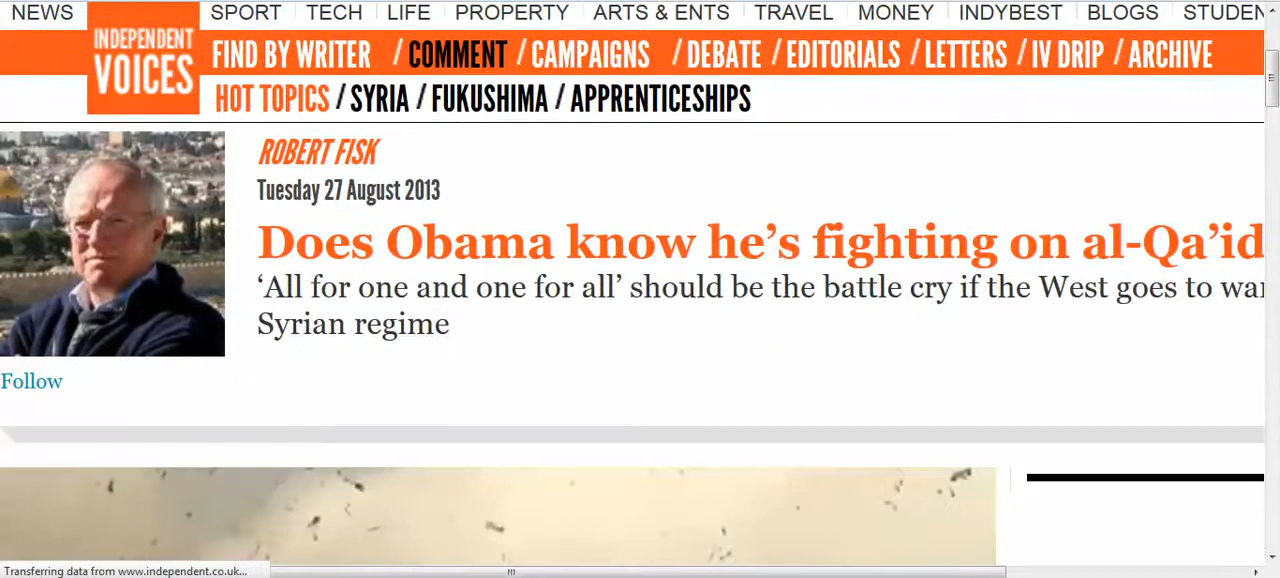 NEWS SPORT TECH LIFE PROPERTY ARTS & ENTS TRAVEL MONEY INDYBEST BLOGS STUDEN
INDEPENDENT
VOICES
FIND BY WRITER / COMMENT / CAMPAIGNS / DEBATE / EDITORIALS / LETTERS / IV DRIP / ARCHIVE
HOT TOPICS / SYRIA / FUKUSHIMA / APPRENTICESHIPS
ROBERT FISK
Tuesday 27 August 2013
Does Obama know he’s fighting on al-Qa’id
‘All for one and one for all’ should be the battle cry if the West goes to war
Syrian regime
Follow
Transferring data from www.independent.co.uk...